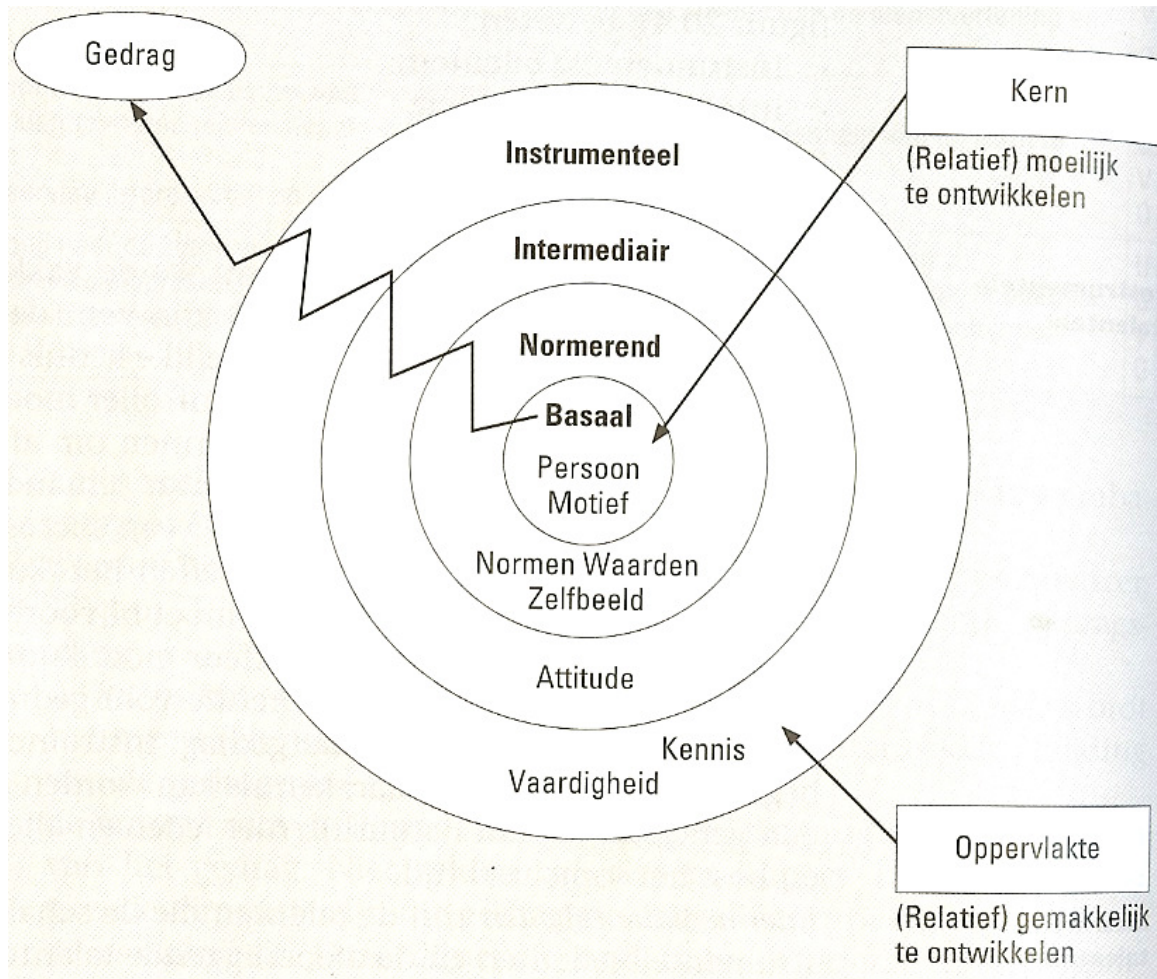 Gedrag
Kern
(Relatief) moeilijk
te ontwikkelen
Instrumenteel
Intermediair
Normerend
Basaal
Persoon
Motief
Normen Waarden
Zelfbeeld
Attitude
Kennis
Vaardigheid
Oppervlakte
(Relatief) gemakkelijk
te ontwikkelen